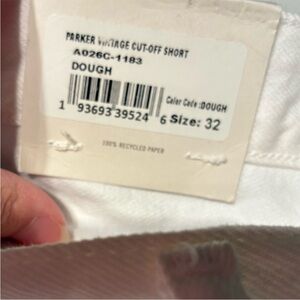 PARKER VINTAGE CUT-OFF SHORT
A026C-1183
DOUGH
Color Code :DOUGH
1 93693 39524 6 Size: 32
100% RECYCLED PAPER